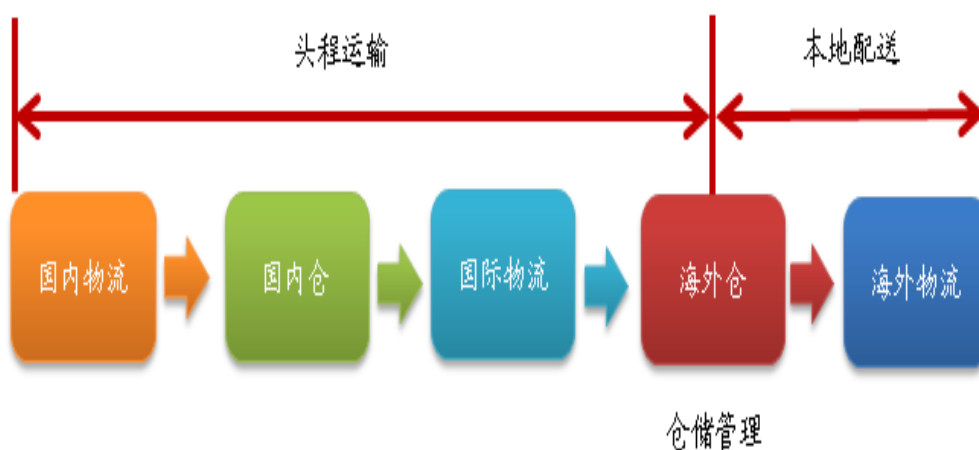 头程运输
本地配送
国内物流
国内仓
国际物流
海外仓
海外物流
仓储管理